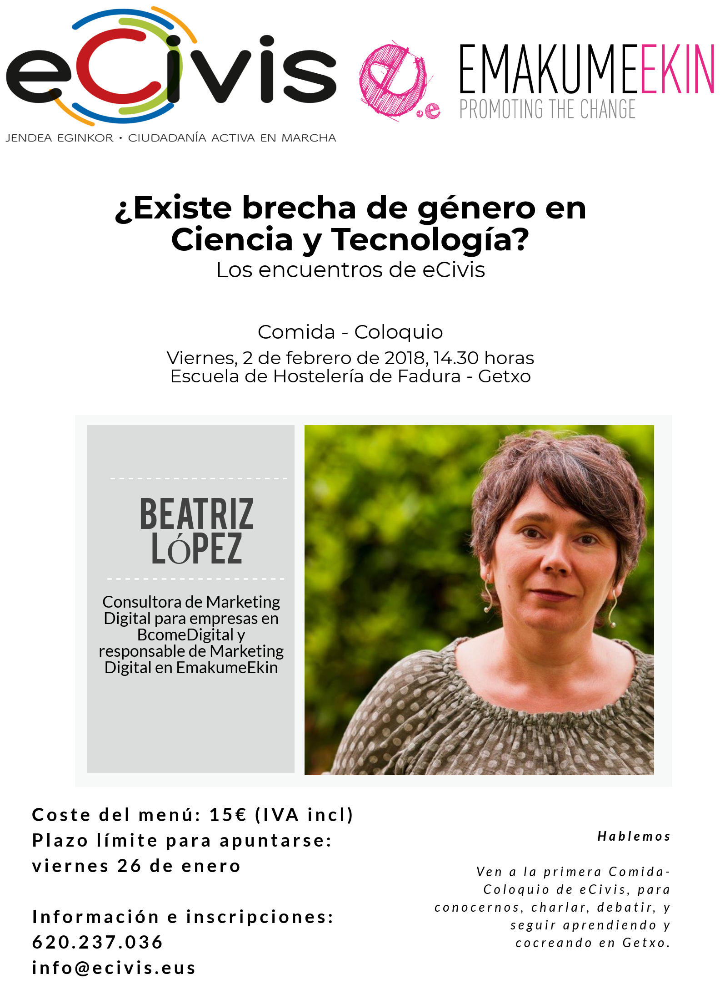 eCivis
JENDEA EGINKOR • CIUDADANÍA ACTIVA EN MARCHA
e.e
EMAKUMEEKIN
PROMOTING THE CHANGE
¿Existe brecha de género en
Ciencia y Tecnología?
Los encuentros de eCivis
Comida - Coloquio
Viernes, 2 de febrero de 2018, 14.30 horas
Escuela de Hostelería de Fadura - Getxo
BEATRIZ
LÓPEZ
Consultora de Marketing
Digital para empresas en
BcomeDigital y
responsable de Marketing
Digital en EmakumeEkin
Coste del menú: 15€ (IVA incl)
Plazo límite para apuntarse:
viernes 26 de enero
Información e inscripciones:
620.237.036
info@ecivis.eus
Hablemos
Ven a la primera Comida-
Coloquio de eCivis, para
conocernos, charlar, debatir, y
seguir aprendiendo y
cocreando en Getxo.